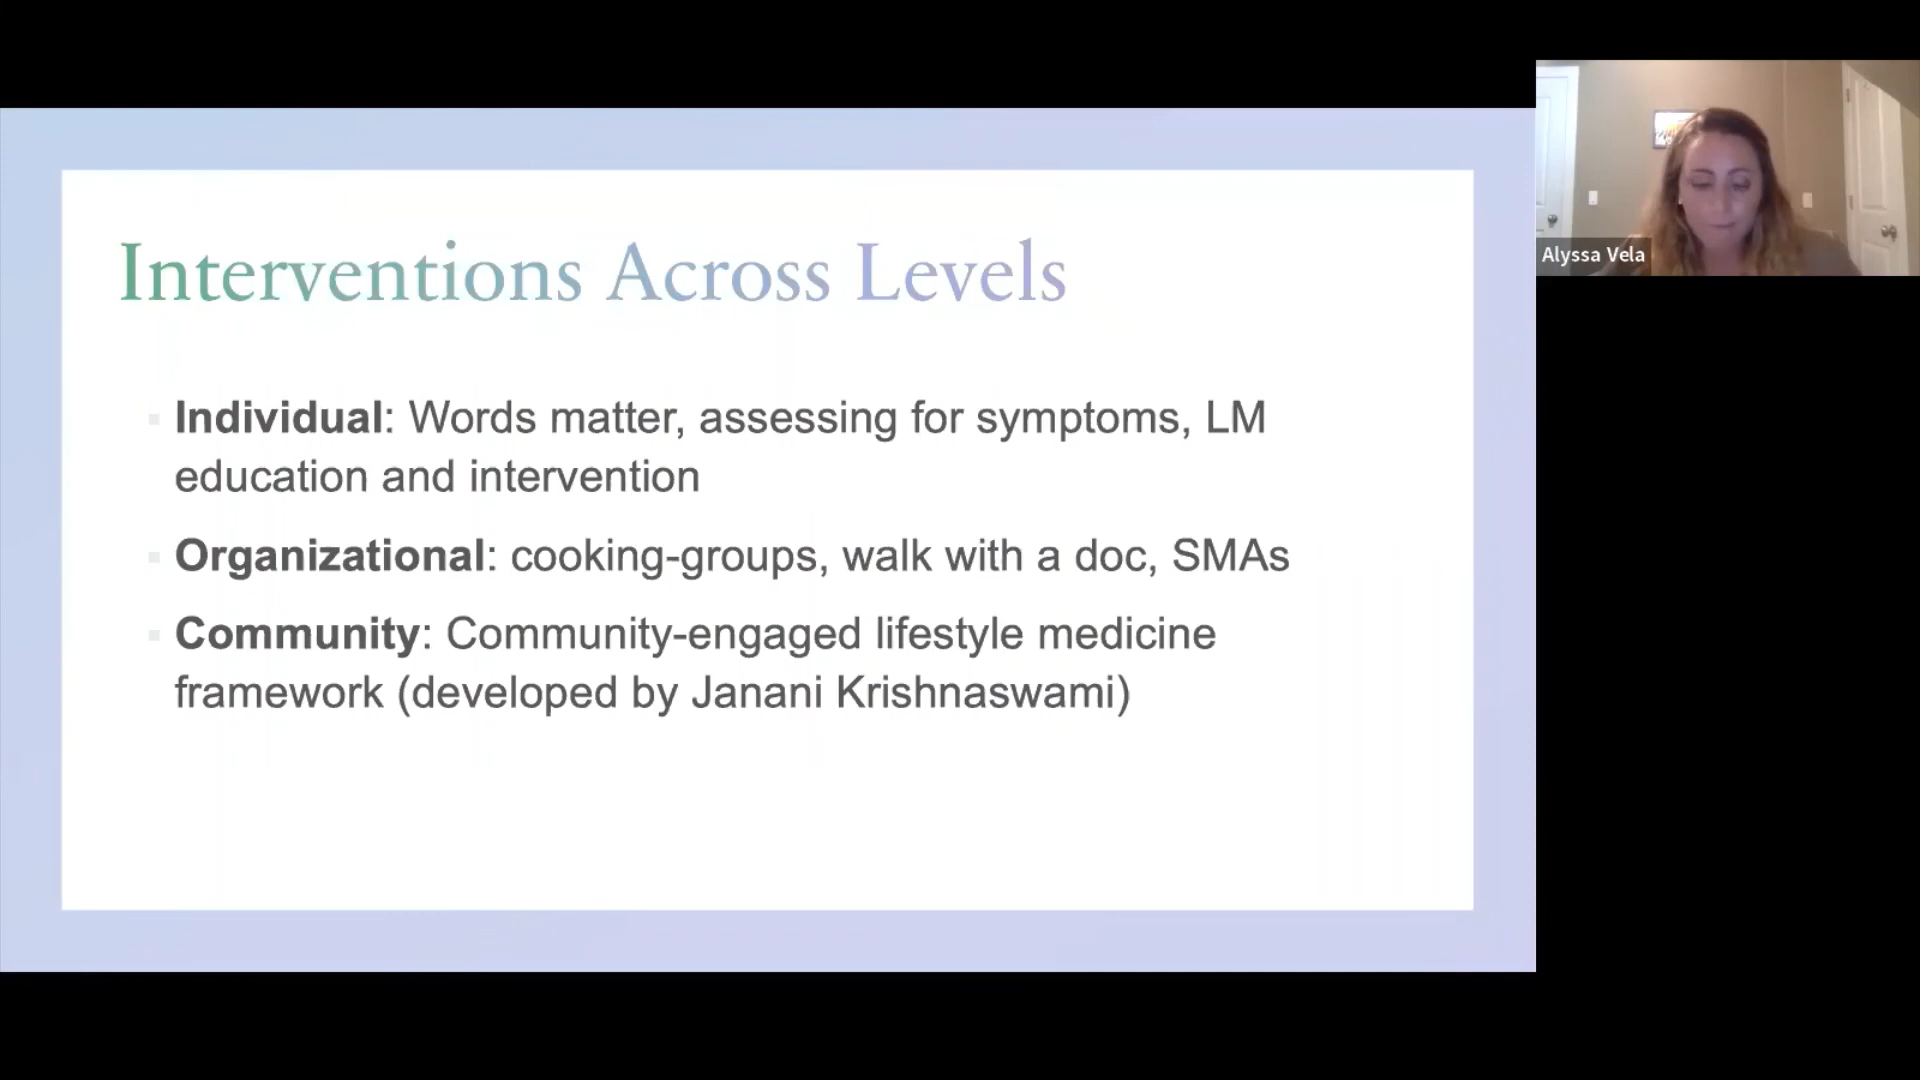 Interventions Across Levels
Individual: Words matter, assessing for symptoms, LM
education and intervention
Organizational: cooking-groups, walk with a doc, SMAs
Community: Community-engaged lifestyle medicine
framework (developed by Janani Krishnaswami)
Alyssa Vela